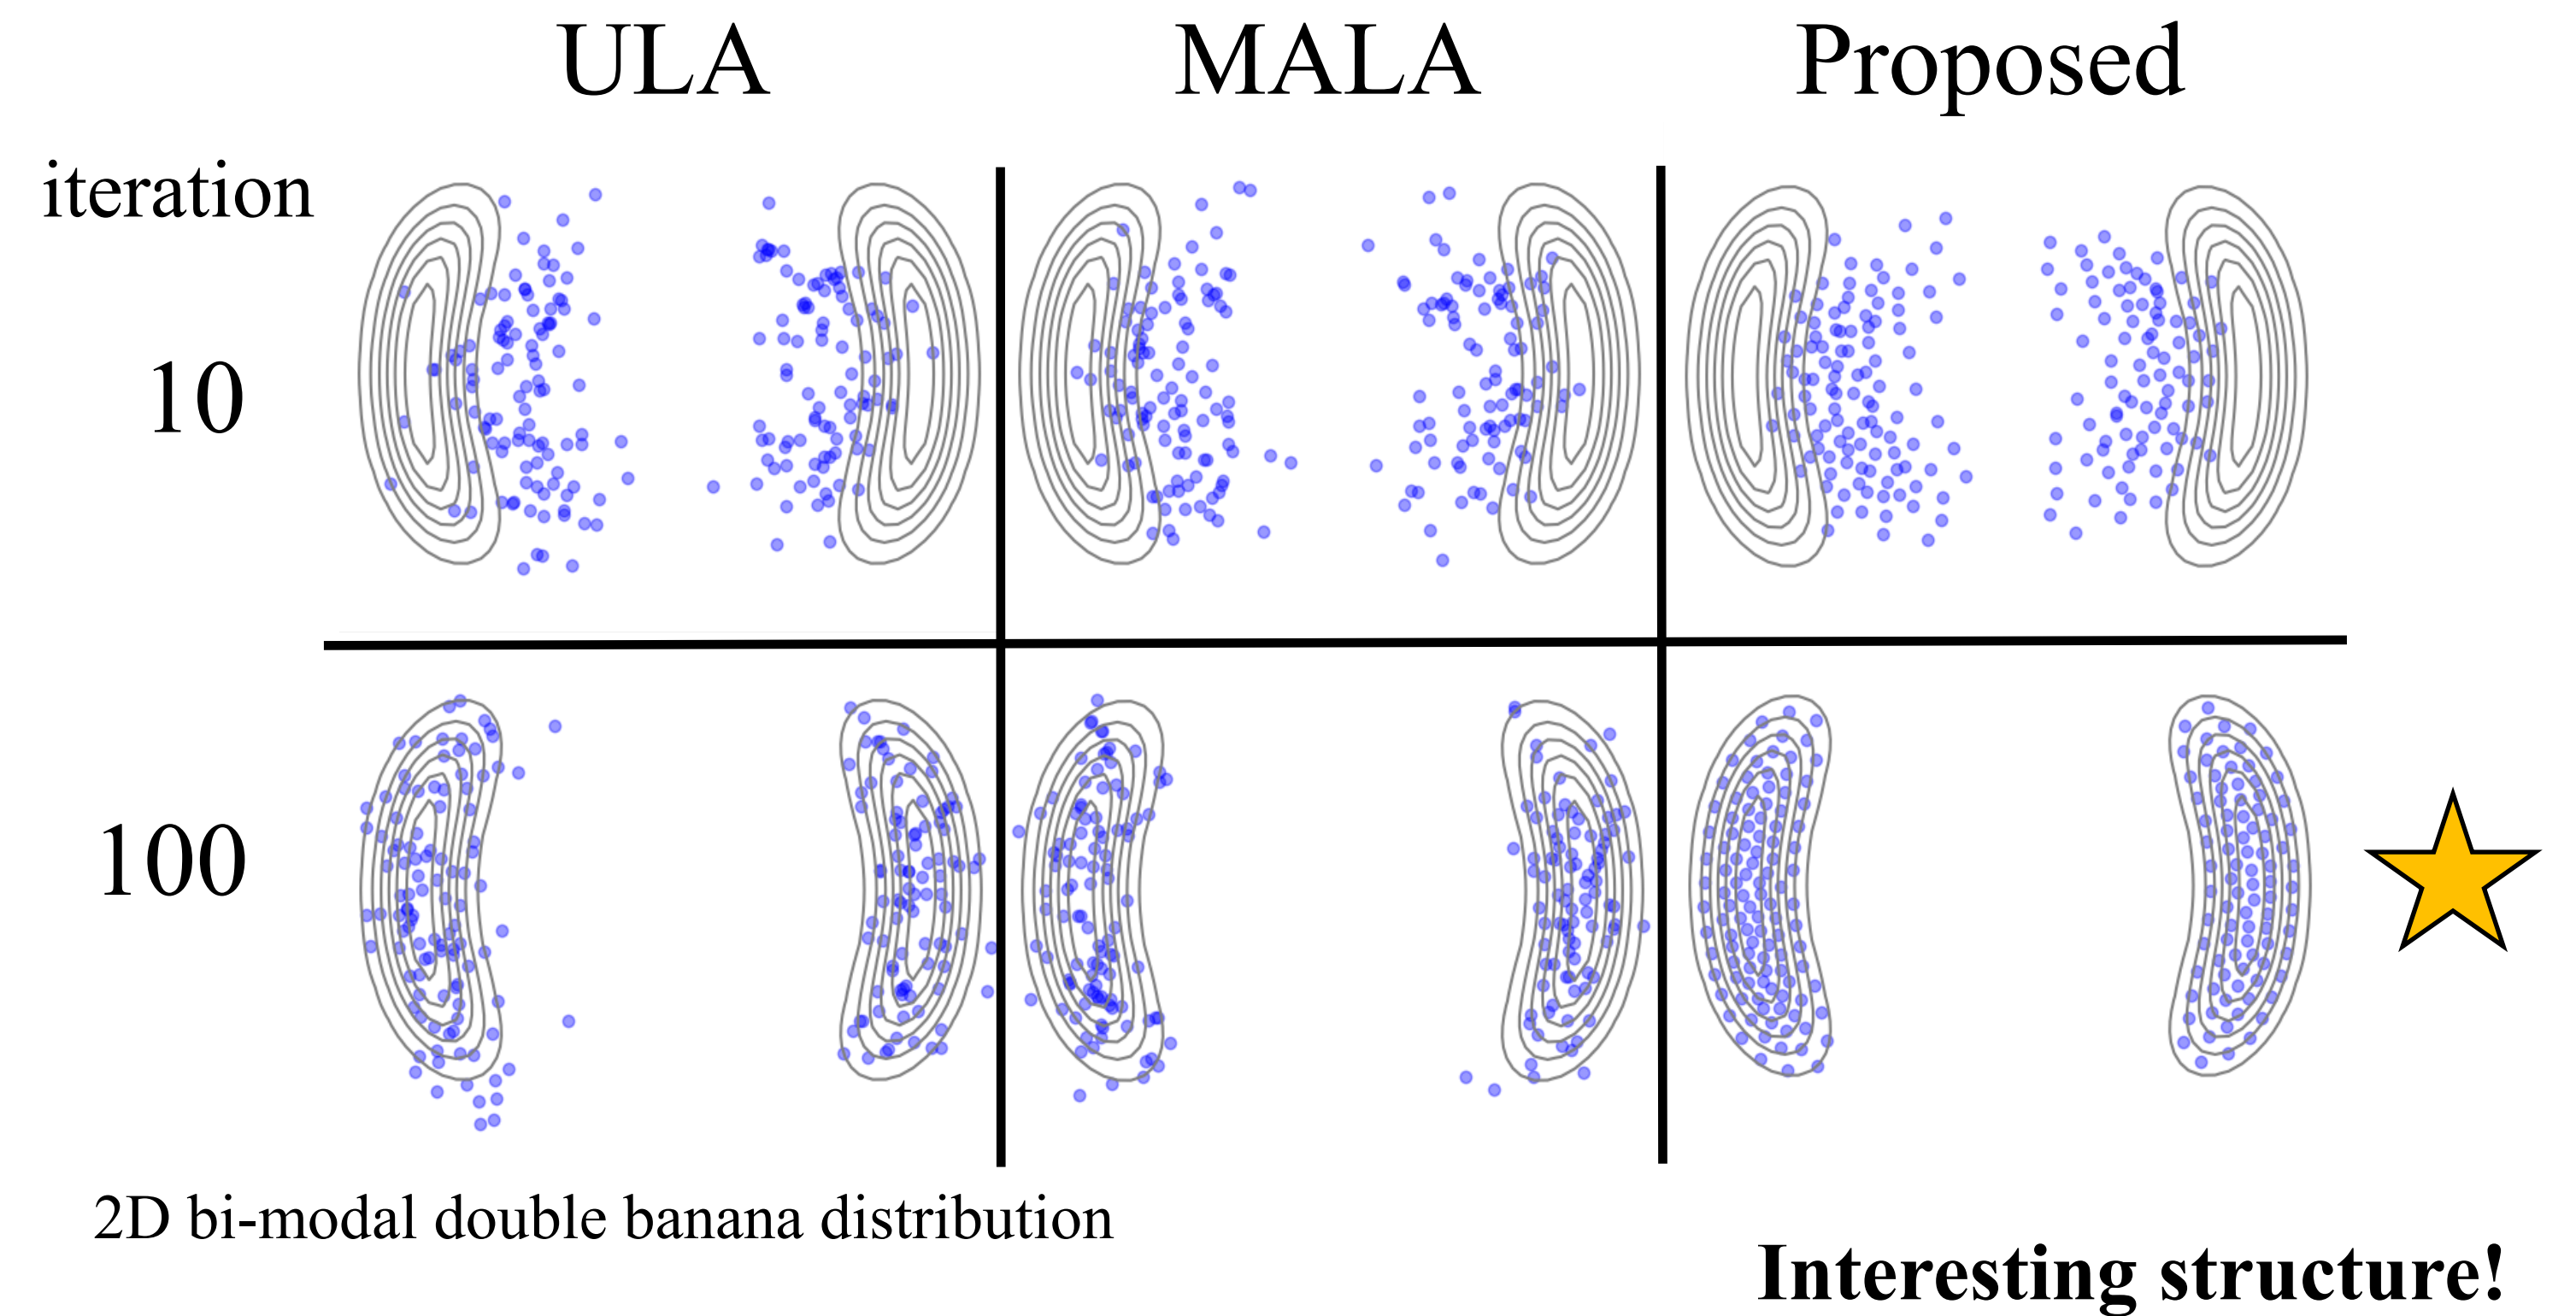 ULA MALA Proposed
iteration
10
100
2D bi-modal double banana distribution
Interesting structure!